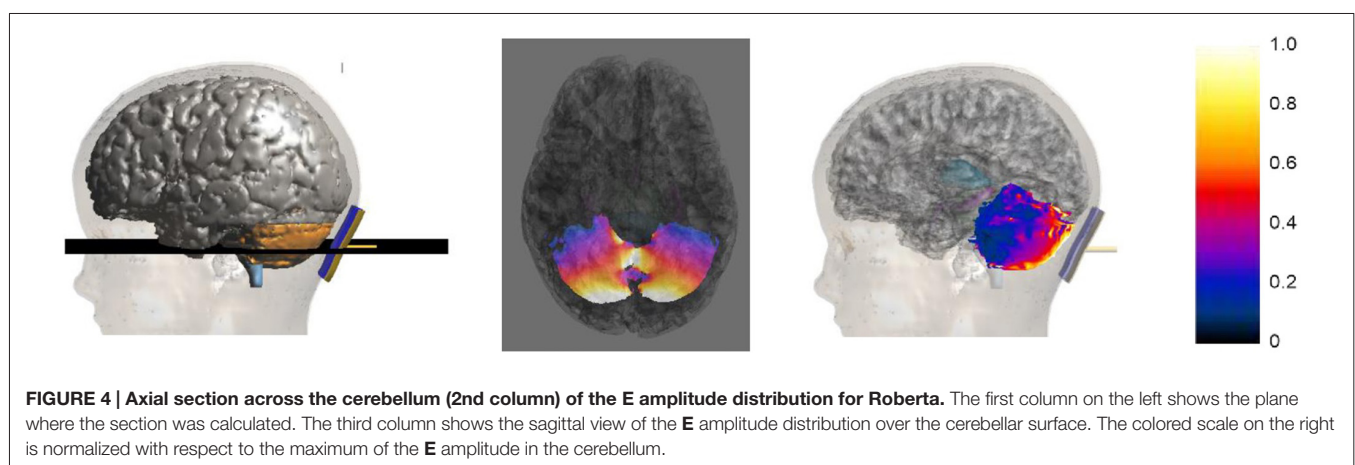 1.0
0.8
0.6
0.4
0.2
0
FIGURE 4 | Axial section across the cerebellum (2nd column) of the E amplitude distribution for Roberta. The first column on the left shows the plane
where the section was calculated. The third column shows the sagittal view of the E amplitude distribution over the cerebellar surface. The colored scale on the right
is normalized with respect to the maximum of the E amplitude in the cerebellum.